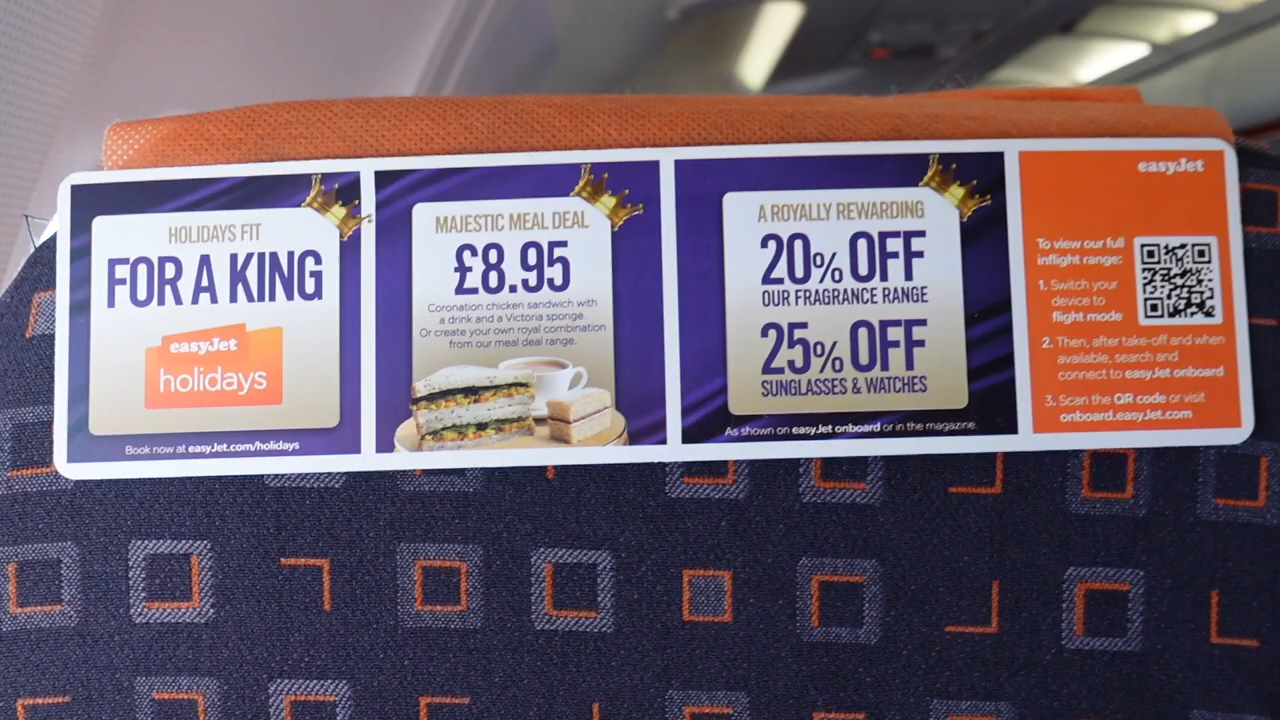 HOLIDAYS FIT
FOR A KING
easyJet
holidays
Book now at easyJet.com/holidays
MAJESTIC MEAL DEAL
£8.95
Coronation chicken sandwich with
a drink and a Victoria sponge.
Or create your own royal combination
from our meal deal range.
A ROYALLY REWARDING
20% OFF
OUR FRAGRANCE RANGE
25% OFF
SUNGLASSES & WATCHES
As shown on easyJet onboard or in the magazine.
easyJet
To view our full
inflight range:
1. Switch your
device to
flight mode
2. Then, after take-off and when
available, search and
connect to easyJet onboard
3. Scan the QR code or visit
onboard.easyJet.com